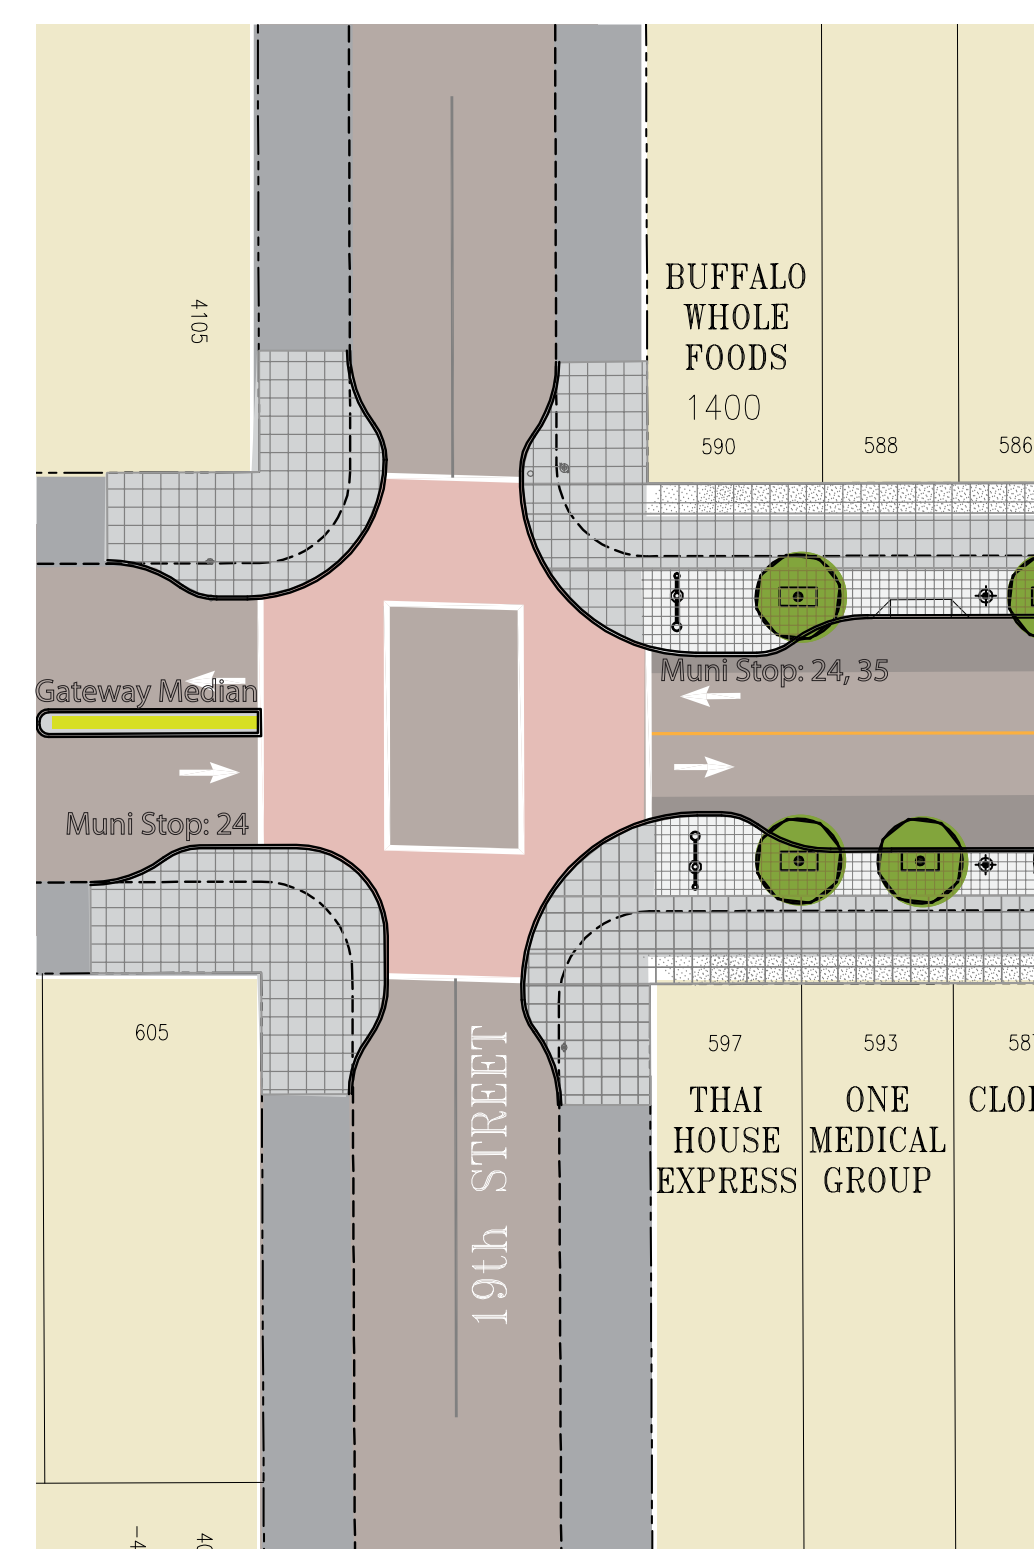 4105
BUFFALO
WHOLE
FOODS
1400
590
588
586
Muni Stop: 24, 35
Gateway Median
Muni Stop: 24
605
597
593
THAI
HOUSE
EXPRESS
ONE
MEDICAL
GROUP
19th STREET